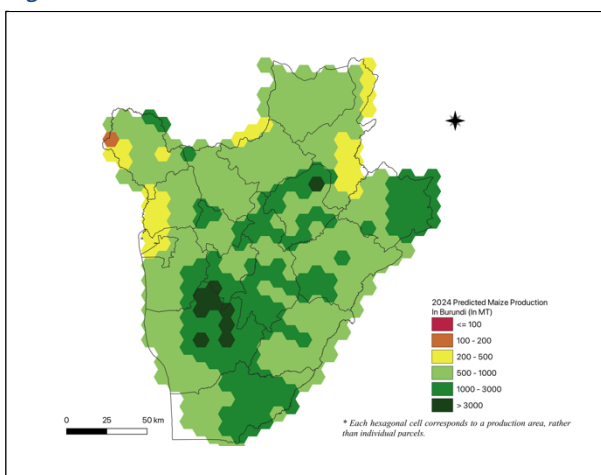 2024 Predicted Maize Production
In Burundi (In MT)
<= 100
100 - 200
200 - 500
500 - 1000
1000 - 3000
> 3000
0 25 50 km
* Each hexagonal cell corresponds to a production area, rather
than individual parcels.